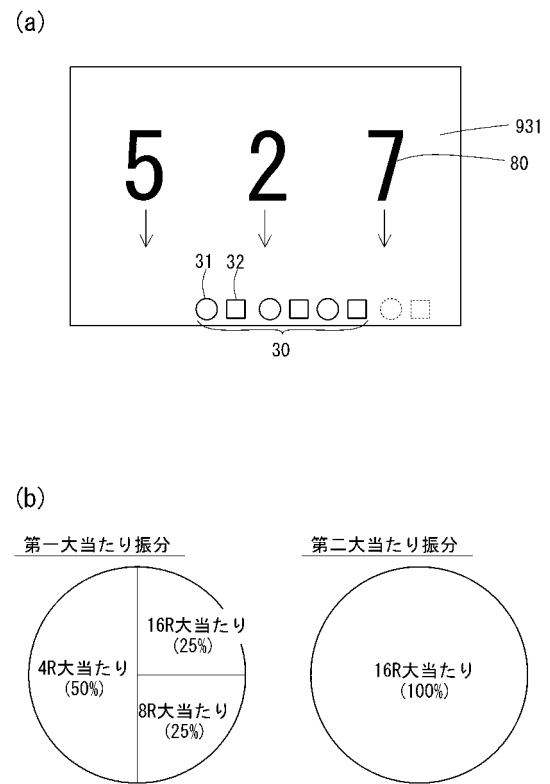 (a)
5 2 7
931
80
31 32
30
(b)
第一大当たり振分
第二大当たり振分
16R大当たり
(25%)
4R大当たり
(50%)
8R大当たり
(25%)
16R大当たり
(100%)